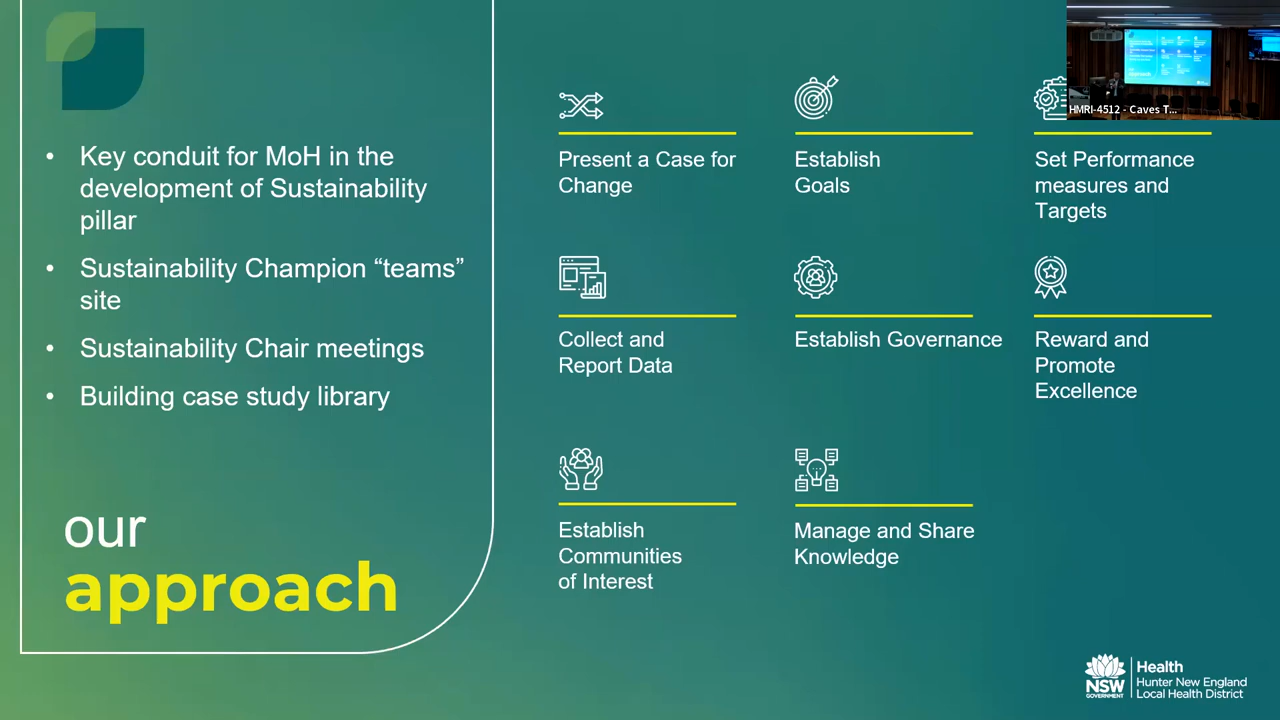 • Key conduit for MoH in the
development of Sustainability
pillar
• Sustainability Champion “teams”
site
• Sustainability Chair meetings
• Building case study library
our
approach
Present a Case for
Change
Establish
Goals
Set Performance
measures and
Targets
Collect and
Report Data
Establish Governance
Reward and
Promote
Excellence
Establish
Communities
of Interest
Manage and Share
Knowledge
HMRI-4512 - Caves T...
NSW
GOVERNMENT
Health
Hunter New England
Local Health District